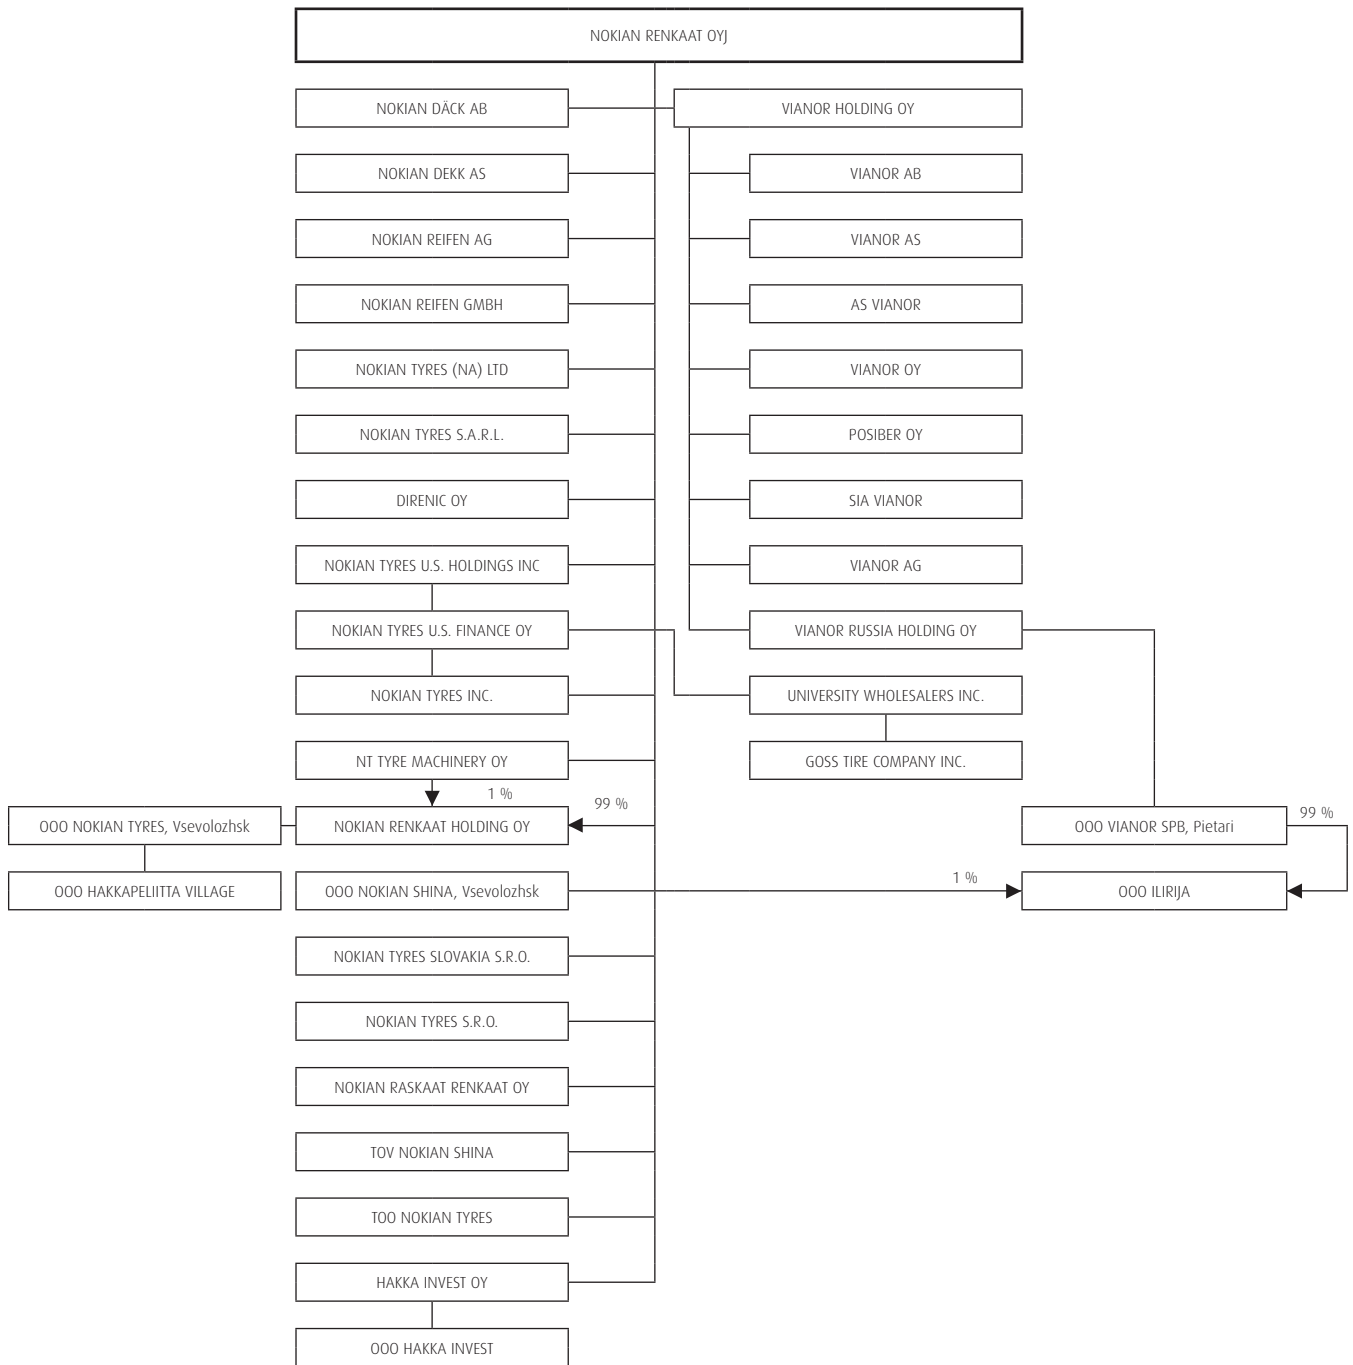 NOKIAN RENKAAT OYJ
NOKIAN DÄCK AB
VIANOR HOLDING OY
NOKIAN DEKK AS
VIANOR AB
NOKIAN REIFEN AG
VIANOR AS
NOKIAN REIFEN GMBH
AS VIANOR
NOKIAN TYRES (NA) LTD
VIANOR OY
NOKIAN TYRES S.A.R.L.
POSIBER OY
DIRENIC OY
SIA VIANOR
NOKIAN TYRES U.S. HOLDINGS INC
VIANOR AG
NOKIAN TYRES U.S. FINANCE OY
VIANOR RUSSIA HOLDING OY
NOKIAN TYRES INC.
UNIVERSITY WHOLESALERS INC.
NT TYRE MACHINERY OY
GOSS TIRE COMPANY INC.
1 %
99 %
99 %
OOO NOKIAN TYRES, Vsevolozhsk
NOKIAN RENKAAT HOLDING OY
OOO VIANOR SPB, Pietari
1 %
OOO HAKKAPELIITTA VILLAGE
OOO NOKIAN SHINA, Vsevolozhsk
OOO ILIRIJA
NOKIAN TYRES SLOVAKIA S.R.O.
NOKIAN TYRES S.R.O.
NOKIAN RASKAAT RENKAAT OY
TOV NOKIAN SHINA
TOO NOKIAN TYRES
HAKKA INVEST OY
OOO HAKKA INVEST